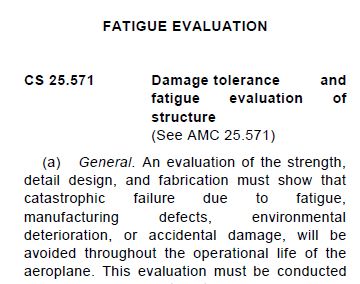 FATIGUE EVALUATION
CS 25.571 Damage tolerance and
fatigue evaluation of
structure
(See AMC 25.571)
(a) General. An evaluation of the strength,
detail design, and fabrication must show that
catastrophic failure due to fatigue,
manufacturing defects, environmental
deterioration, or accidental damage, will be
avoided throughout the operational life of the
aeroplane. This evaluation must be conducted